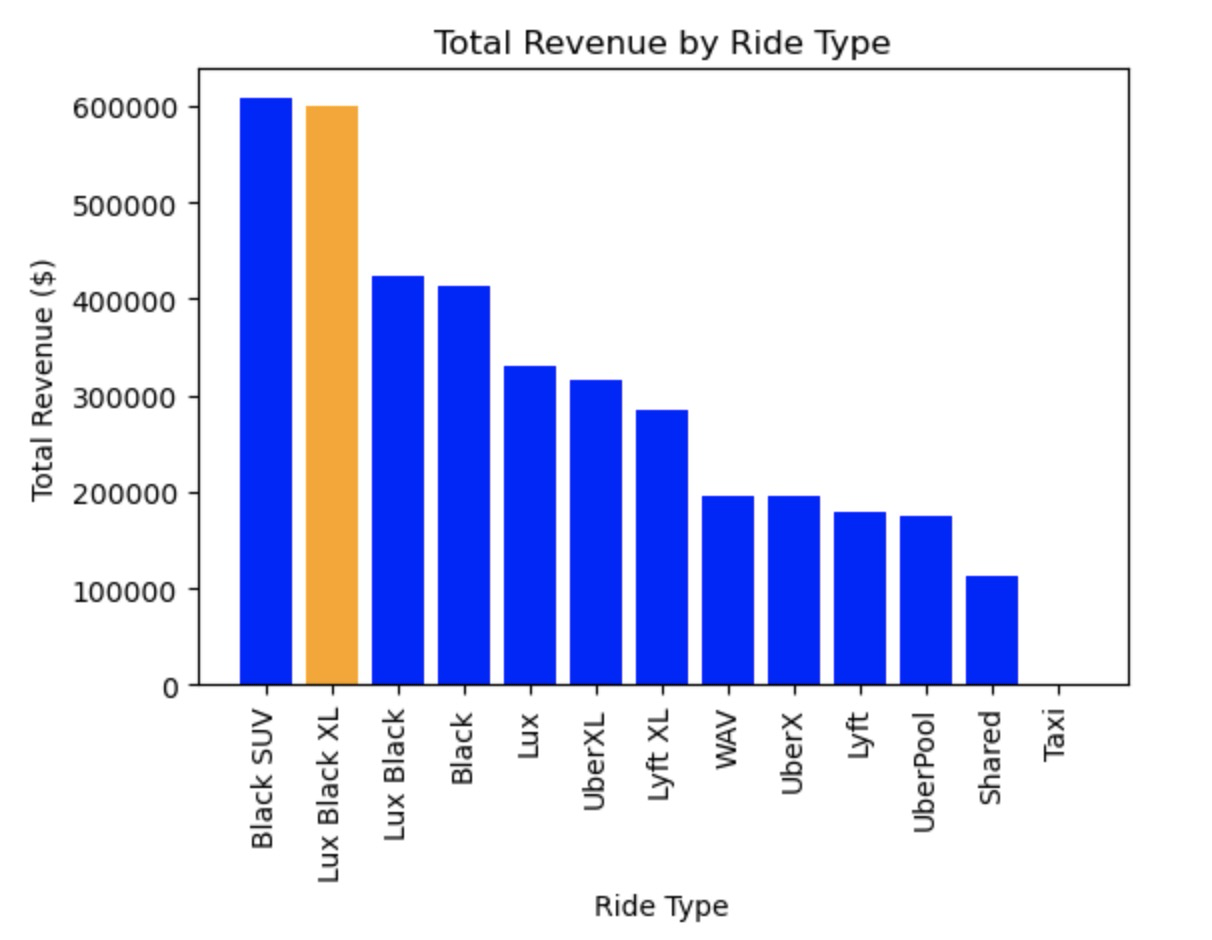 Total Revenue by Ride Type
Total Revenue ($)
600000
500000
400000
300000
200000
100000
0
Black SUV
Lux Black XL
Lux Black
Black
Lux
UberXL
Lyft XL
WAV
UberX
Lyft
UberPool
Shared
Taxi
Ride Type